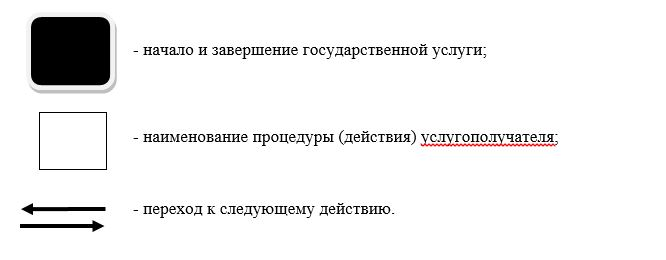 - начало и завершение государственной услуги;
- наименование процедуры (действия) услугополучателя;
- переход к следующему действию.